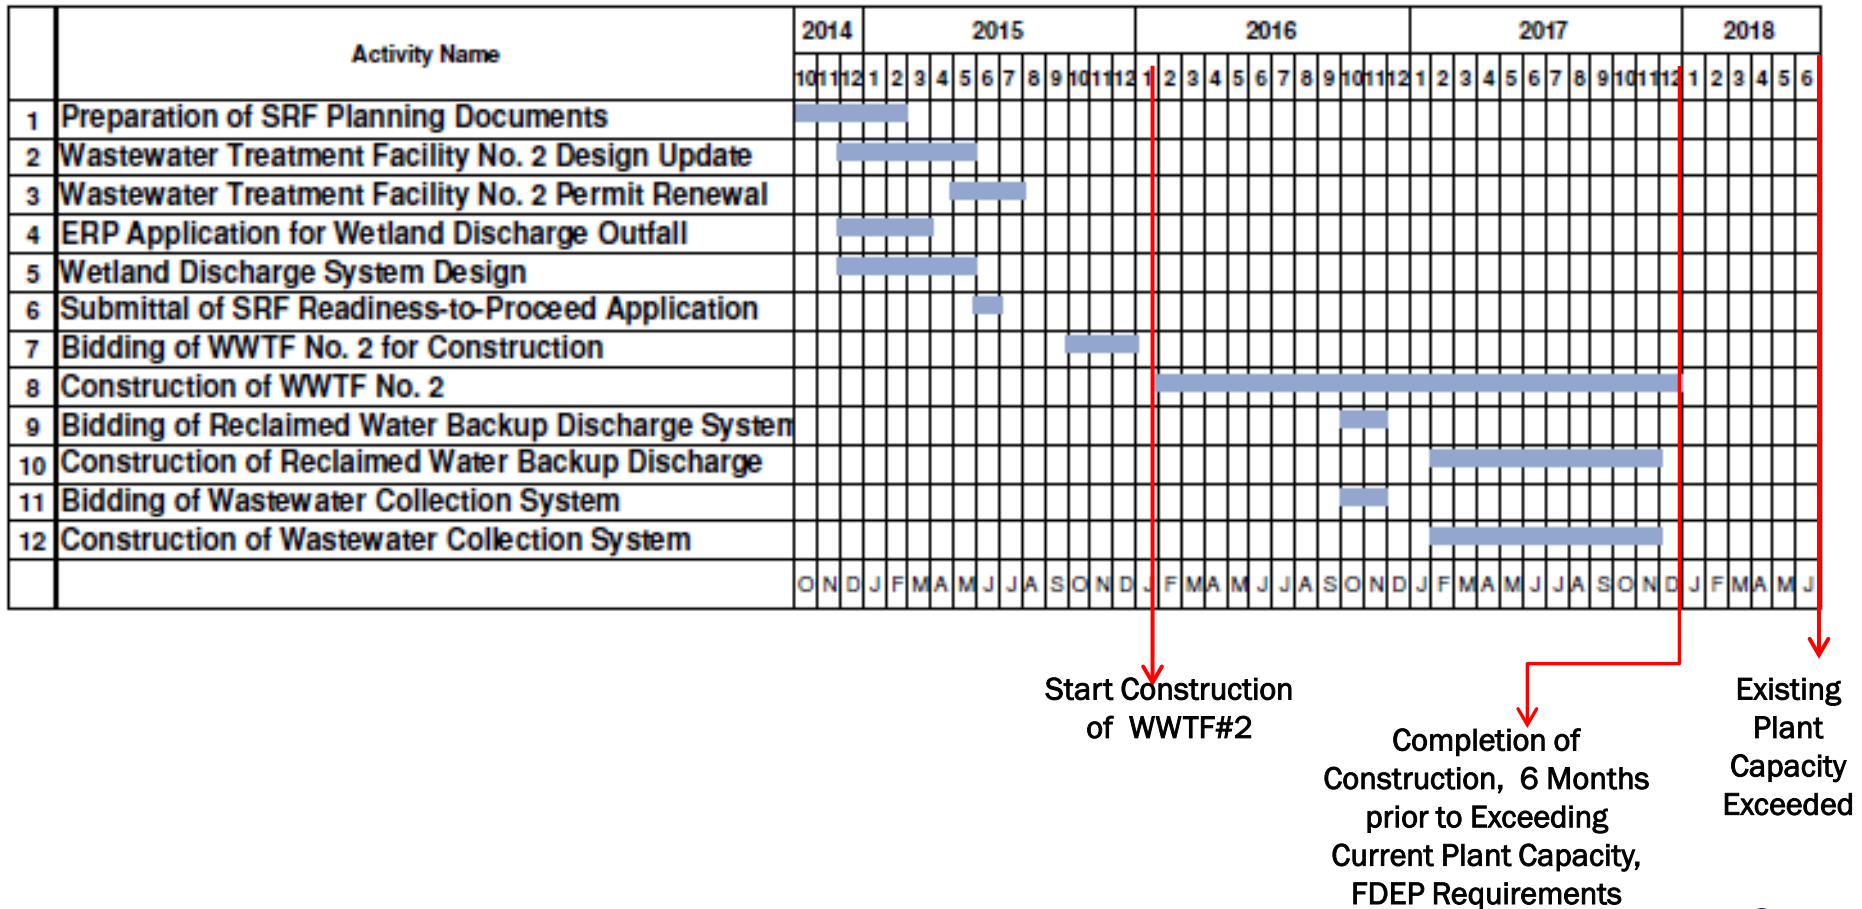 2014 2015 2016 2017 2018
Activity Name
10 11 12 1 2 4 5 6 7 8 9 10 11 12 1 2 3 4 5 6 7 8 9 10 11 12 1 2 3 4 5 6 7 8 9 10 11 12 1 2 3 4 5 6
1 Preparation of SRF Planning Documents
2 Wastewater Treatment Facility No. 2 Design Update
3 Wastewater Treatment Facility No. 2 Permit Renewal
4 ERP Application for Wetland Discharge Outfall
5 Wetland Discharge System Design
6 Submittal of SRF Readiness-to-Proceed Application
7 Bidding of WWTF No. 2 for Construction
8 Construction of WWTF No. 2
9 Bidding of Reclaimed Water Backup Discharge System
10 Construction of Reclaimed Water Backup Discharge
11 Bidding of Wastewater Collection System
12 Construction of Wastewater Collection System
O N D J F M A M J J A S O N D J F M A M J J A S O N D J F M A M J J A S O N D J F M A M J
Start Construction
of WWTF#2
Completion of
Construction, 6 Months
prior to Exceeding
Current Plant Capacity,
FDEP Requirements
Existing
Plant
Capacity
Exceeded